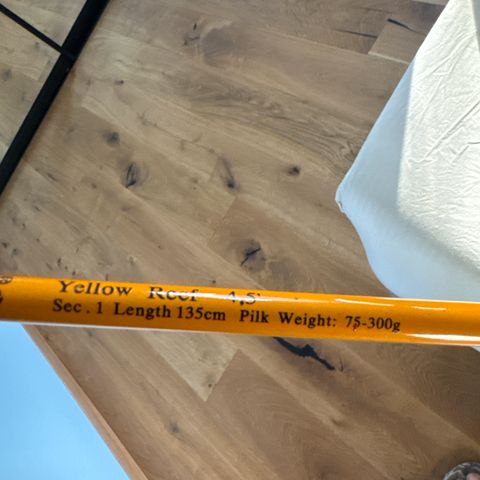 Yellow Reef 4,5'
Sec. 1 Length 135cm Pilk Weight: 75-300g